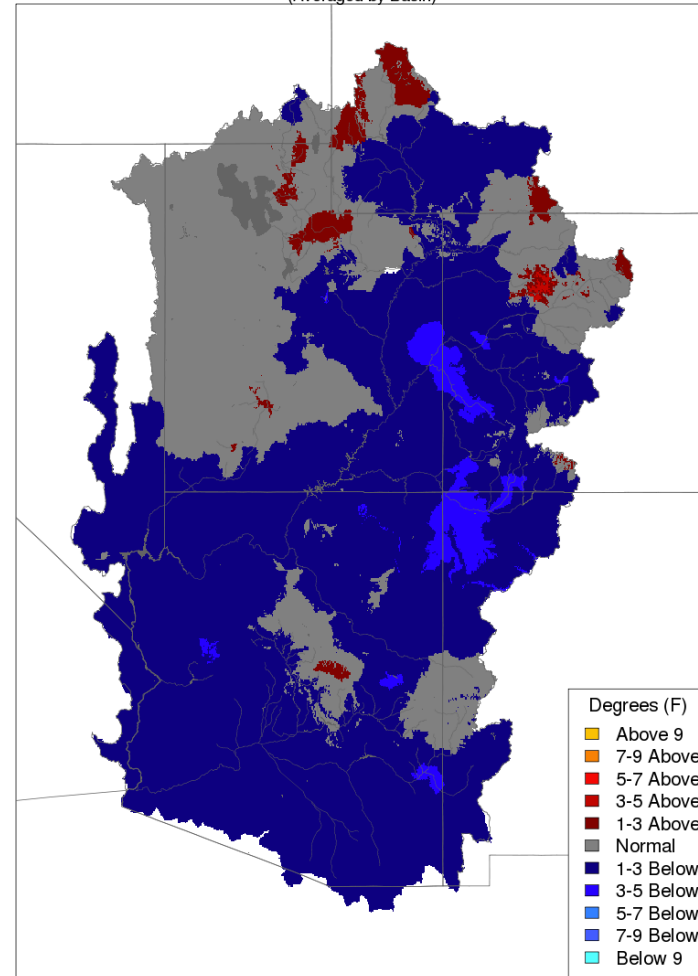 (Averaged by Basin)
Degrees (F)
Above 9
7-9 Above
5-7 Above
3-5 Above
1-3 Above
Normal
1-3 Below
3-5 Below
5-7 Below
7-9 Below
Below 9